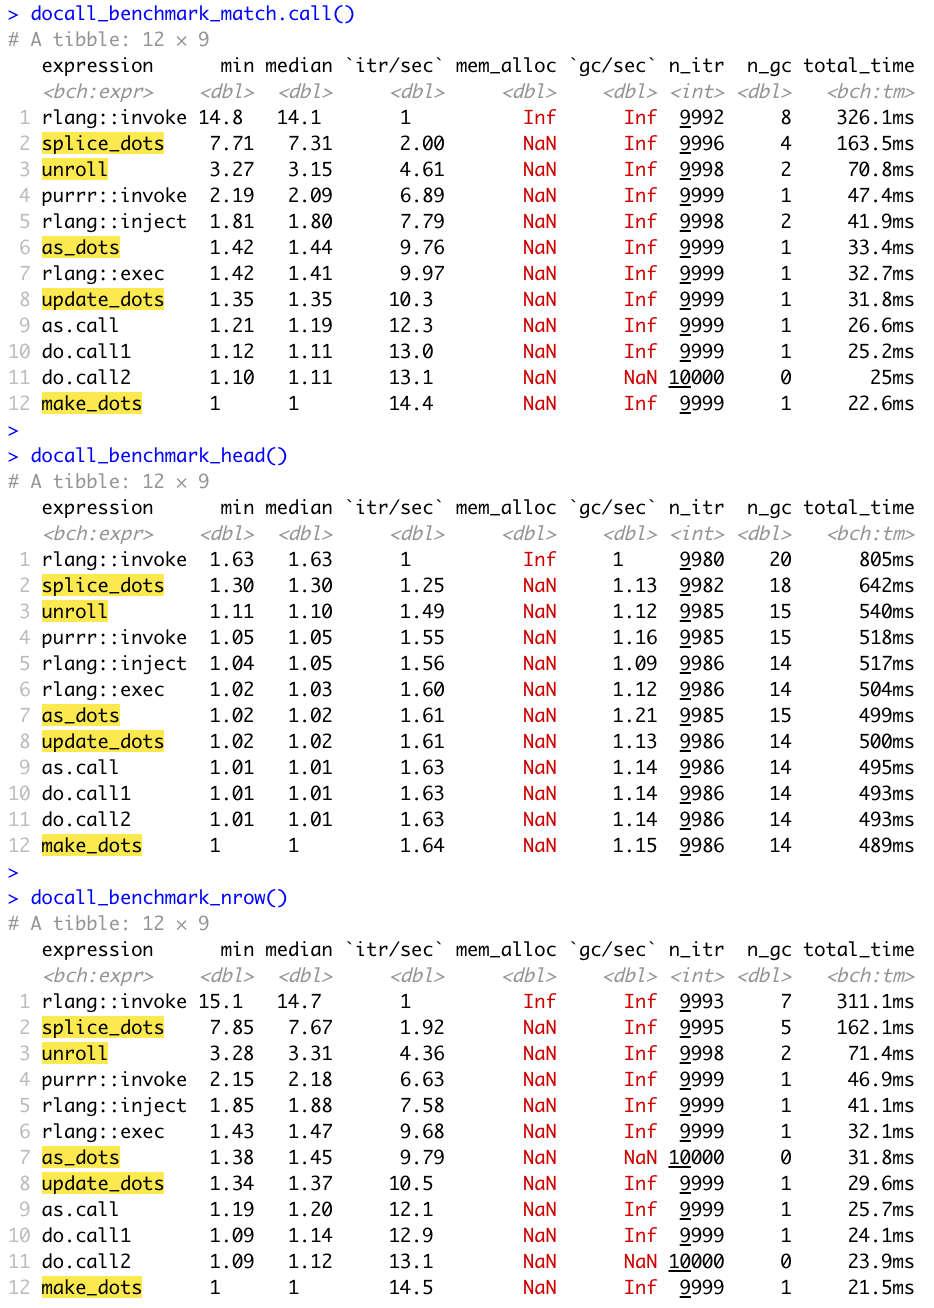 > docall_benchmark_match.call()
# A tibble: 12 × 9
   expression      min median `itr/sec` mem_alloc `gc/sec` n_itr  n_gc total_time
   <bch:expr>    <dbl>  <dbl>     <dbl>     <dbl>    <dbl> <int> <dbl>   <bch:tm>
 1 rlang::invoke 14.8   14.1       1          Inf      Inf  9992     8    326.1ms
 2 splice_dots    7.71   7.31      2.00       NaN      Inf  9996     4    163.5ms
 3 unroll         3.27   3.15      4.61       NaN      Inf  9998     2     70.8ms
 4 purrr::invoke  2.19   2.09      6.89       NaN      Inf  9999     1     47.4ms
 5 rlang::inject  1.81   1.80      7.79       NaN      Inf  9998     2     41.9ms
 6 as_dots        1.42   1.44      9.76       NaN      Inf  9999     1     33.4ms
 7 rlang::exec    1.42   1.41      9.97       NaN      Inf  9999     1     32.7ms
 8 update_dots    1.35   1.35     10.3        NaN      Inf  9999     1     31.8ms
 9 as.call        1.21   1.19     12.3        NaN      Inf  9999     1     26.6ms
10 do.call1       1.12   1.11     13.0        NaN      Inf  9999     1     25.2ms
11 do.call2       1.10   1.11     13.1        NaN      NaN 10000     0       25ms
12 make_dots      1      1        14.4        NaN      Inf  9999     1     22.6ms
>
> docall_benchmark_head()
# A tibble: 12 × 9
   expression      min median `itr/sec` mem_alloc `gc/sec` n_itr  n_gc total_time
   <bch:expr>    <dbl>  <dbl>     <dbl>     <dbl>    <dbl> <int> <dbl>   <bch:tm>
 1 rlang::invoke  1.63   1.63      1          Inf     1     9980    20      805ms
 2 splice_dots    1.30   1.30      1.25       NaN     1.13  9982    18      642ms
 3 unroll         1.11   1.10      1.49       NaN     1.12  9985    15      540ms
 4 purrr::invoke  1.05   1.05      1.55       NaN     1.16  9985    15      518ms
 5 rlang::inject  1.04   1.05      1.56       NaN     1.09  9986    14      517ms
 6 rlang::exec    1.02   1.03      1.60       NaN     1.12  9986    14      504ms
 7 as_dots        1.02   1.02      1.61       NaN     1.21  9985    15      499ms
 8 update_dots    1.02   1.02      1.61       NaN     1.13  9986    14      500ms
 9 as.call        1.01   1.01      1.63       NaN     1.14  9986    14      495ms
10 do.call1       1.01   1.01      1.63       NaN     1.14  9986    14      493ms
11 do.call2       1.01   1.01      1.63       NaN     1.14  9986    14      493ms
12 make_dots      1      1         1.64       NaN     1.15  9986    14      489ms
>
> docall_benchmark_nrow()
# A tibble: 12 × 9
   expression      min median `itr/sec` mem_alloc `gc/sec` n_itr  n_gc total_time
   <bch:expr>    <dbl>  <dbl>     <dbl>     <dbl>    <dbl> <int> <dbl>   <bch:tm>
 1 rlang::invoke 15.1   14.7       1          Inf      Inf  9993     7    311.1ms
 2 splice_dots    7.85   7.67      1.92       NaN      Inf  9995     5    162.1ms
 3 unroll         3.28   3.31      4.36       NaN      Inf  9998     2     71.4ms
 4 purrr::invoke  2.15   2.18      6.63       NaN      Inf  9999     1     46.9ms
 5 rlang::inject  1.85   1.88      7.58       NaN      Inf  9999     1     41.1ms
 6 rlang::exec    1.43   1.47      9.68       NaN      Inf  9999     1     32.1ms
 7 as_dots        1.38   1.45      9.79       NaN      NaN 10000     0     31.8ms
 8 update_dots    1.34   1.37     10.5        NaN      Inf  9999     1     29.6ms
 9 as.call        1.19   1.20     12.1        NaN      Inf  9999     1     25.7ms
10 do.call1       1.09   1.14     12.9        NaN      Inf  9999     1     24.1ms
11 do.call2       1.09   1.12     13.1        NaN      NaN 10000     0     23.9ms
12 make_dots      1      1        14.5        NaN      Inf  9999     1     21.5ms